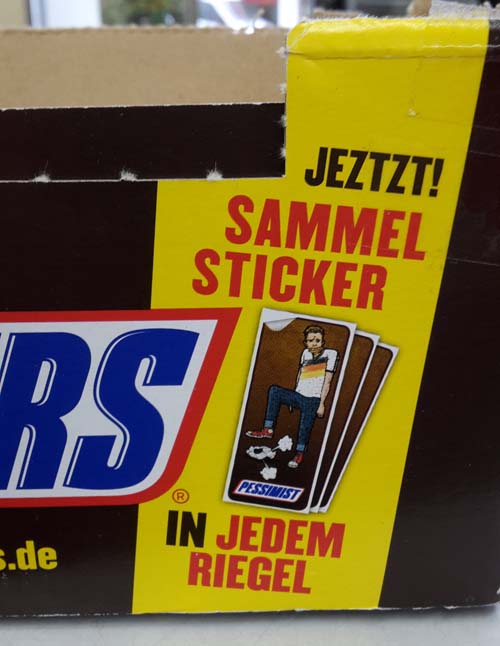 JEZTZT!
SAMMEL
STICKER
RS
®
PESSIMIST
s.de
IN JEDEM
RIEGEL